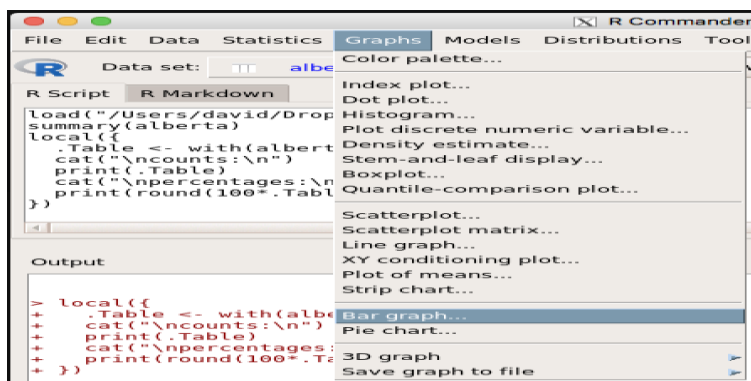 R Commander
File Edit Data Statistics Graphs Models Distributions Tool
R Data set: albe
Color palette...
R Script R Markdown
Index plot...
Dot plot...
Histogram...
Plot discrete numeric variable...
Density estimate...
Stem-and-leaf display...
Boxplot...
Quantile-comparison plot...
Scatterplot...
Scatterplot matrix...
Line graph...
XY conditioning plot...
Plot of means...
Strip chart...
Bar graph...
Pie chart...
3D graph
Save graph to file
load("/Users/david/Drop
summary(alberta)
local({
.Table <- with(albert
cat("\ncounts:\n")
print(.Table)
cat("\npercentages:\n
print(round(100*.Tabl
})
Output
> local({
+ .Table <- with(albe
+ cat("\ncounts:\n")
+ print(.Table)
+ cat("\npercentages:
+ print(round(100*.Ta
+ })